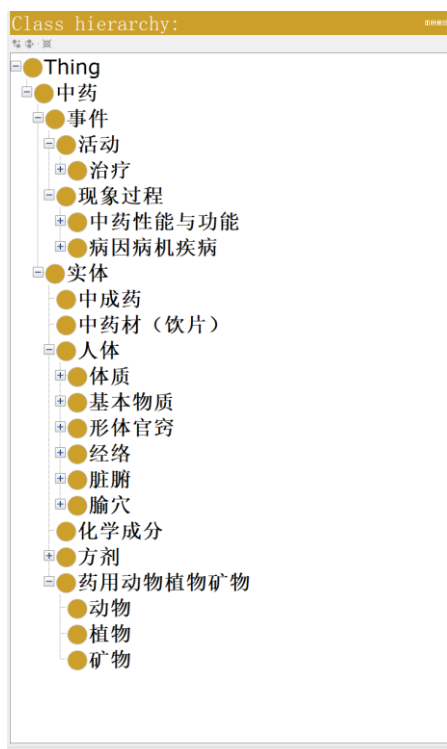 Class hierarchy:
Thing
中药
事件
活动
治疗
现象过程
中药性能与功能
病因病机疾病
实体
中成药
中药材（饮片）
人体
体质
基本物质
形体官窍
经络
脏腑
腧穴
化学成分
方剂
药用动物植物矿物
动物
植物
矿物